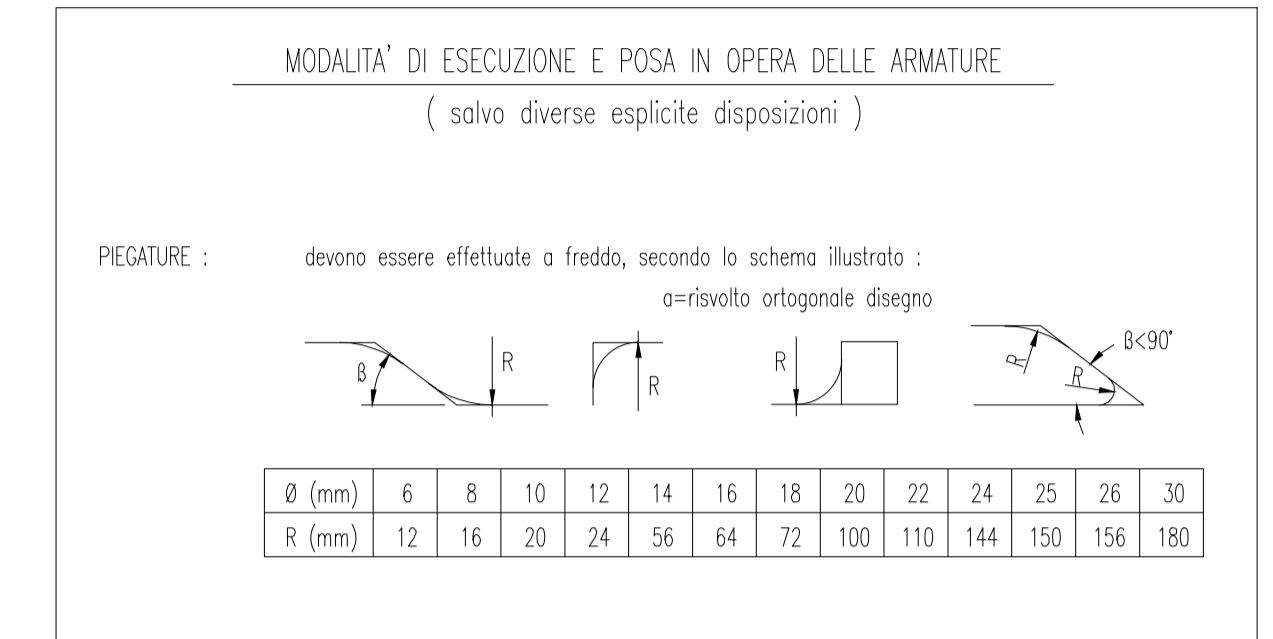 MODALITA' DI ESECUZIONE E POSA IN OPERA DELLE ARMATURE
( salvo diverse esplicite disposizioni )
PIEGATURE : devono essere effettuate a freddo, secondo lo schema illustrato :
a=risvolto ortogonale disegno
ß R R R R R ß<90°
Ø (mm) 6 8 10 12 14 16 18 20 22 24 25 26 30
R (mm) 12 16 20 24 56 64 72 100 110 144 150 156 180